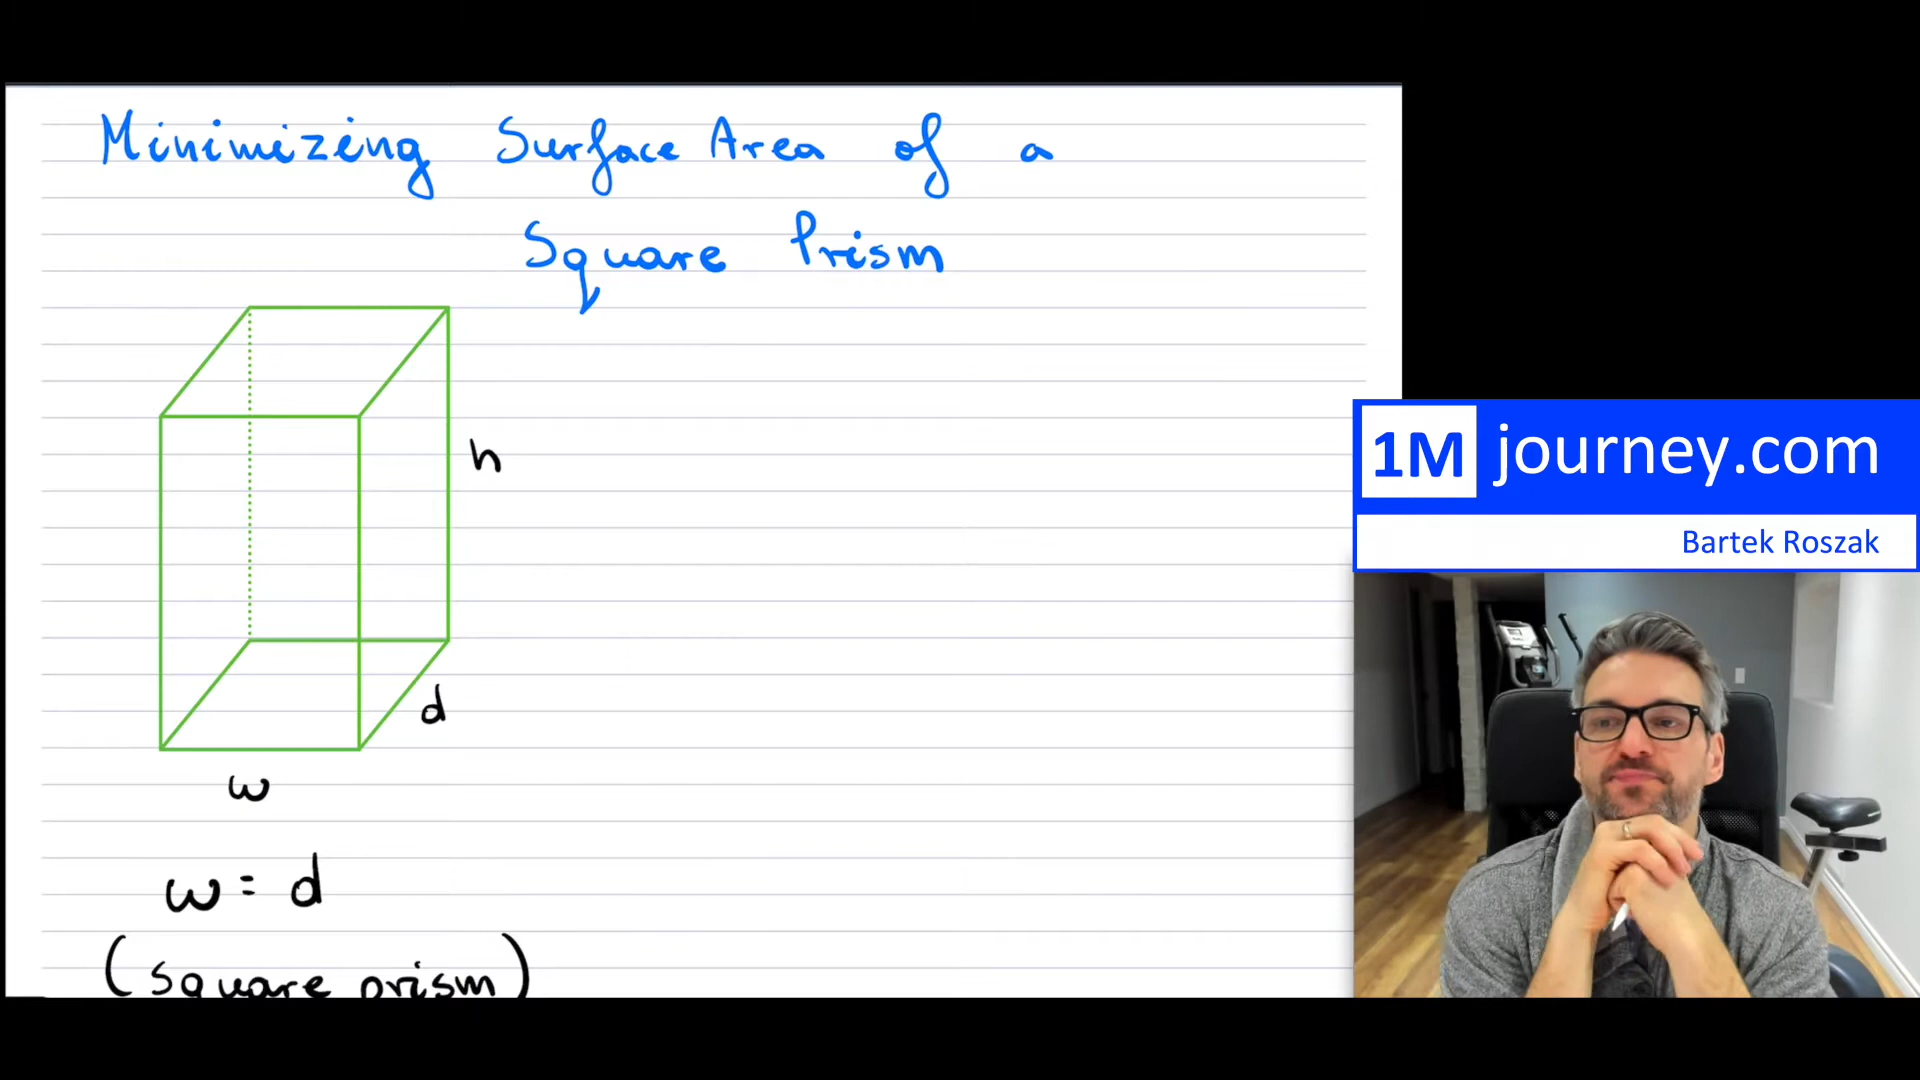 Minimizing Surface Area of a
Square Prism
h
d
w
w = d
(square prism)
1M journey.com
Bartek Roszak